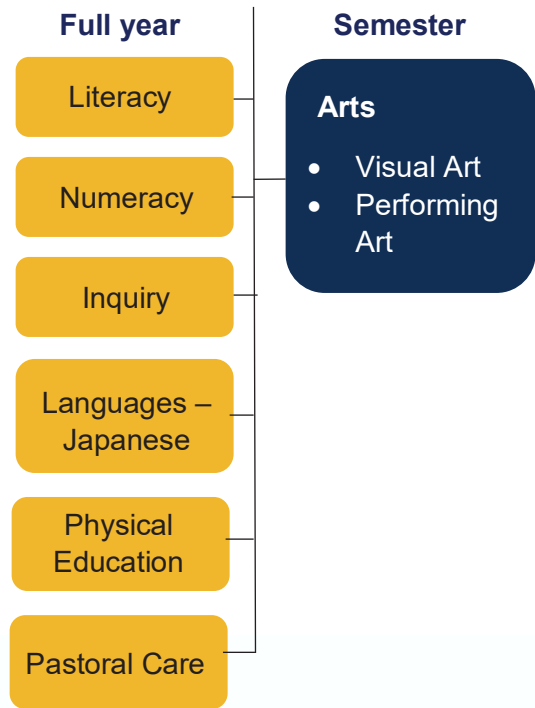 Full year
Literacy
Numeracy
Inquiry
Languages –
Japanese
Physical
Education
Pastoral Care
Semester
Arts
• Visual Art
• Performing
Art